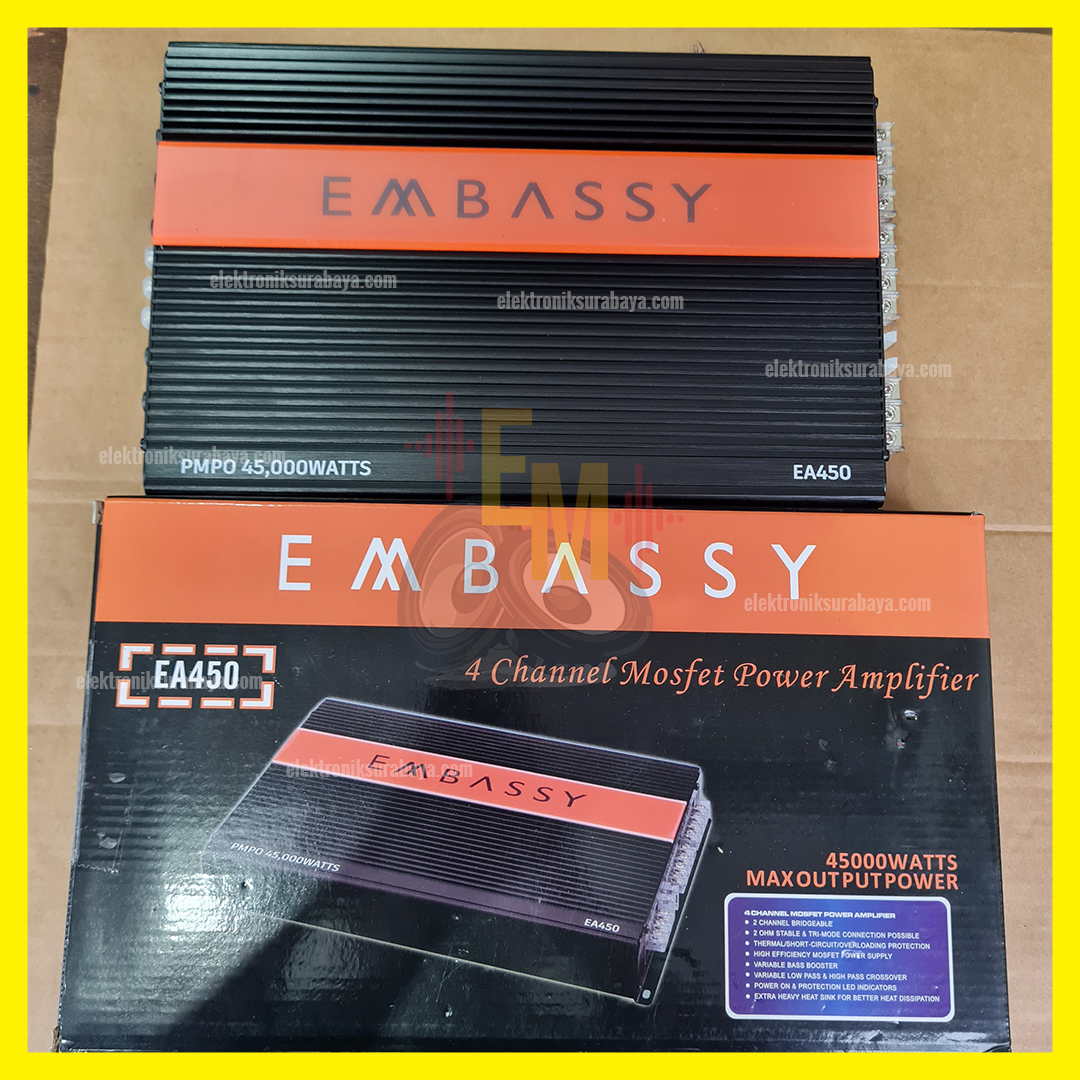 EMBASSY
elektroniksurabaya.com
elektroniksurabaya.com
elektroniksurabaya.com
elektroniksurabaya.com
PMPO 45,000WATTS
EA450
EM
EMBASSY
elektroniksurabaya.com
EA450
elektroniksurabaya.com
4 Channel Mosfet Power Amplifier
EMBASSY
elektroniksurabaya.com
PMPO 45,000WATTS
EA450
45000WATTS
MAXOUTPUTPOWER
4 CHANNEL MOSFET POWER AMPLIFIER
• 2 CHANNEL BRIDGEABLE
• 2 OHM STABLE & TRI-MODE CONNECTION POSSIBLE
• THERMAL/SHORT-CIRCUIT/OVERLOADING PROTECTION
• HIGH EFFICIENCY MOSFET POWER SUPPLY
• VARIABLE BASS BOOSTER
• VARIABLE LOW PASS & HIGH PASS CROSSOVER
• POWER ON & PROTECTION LED INDICATORS
• EXTRA HEAVY HEAT SINK FOR BETTER HEAT DISSIPATION